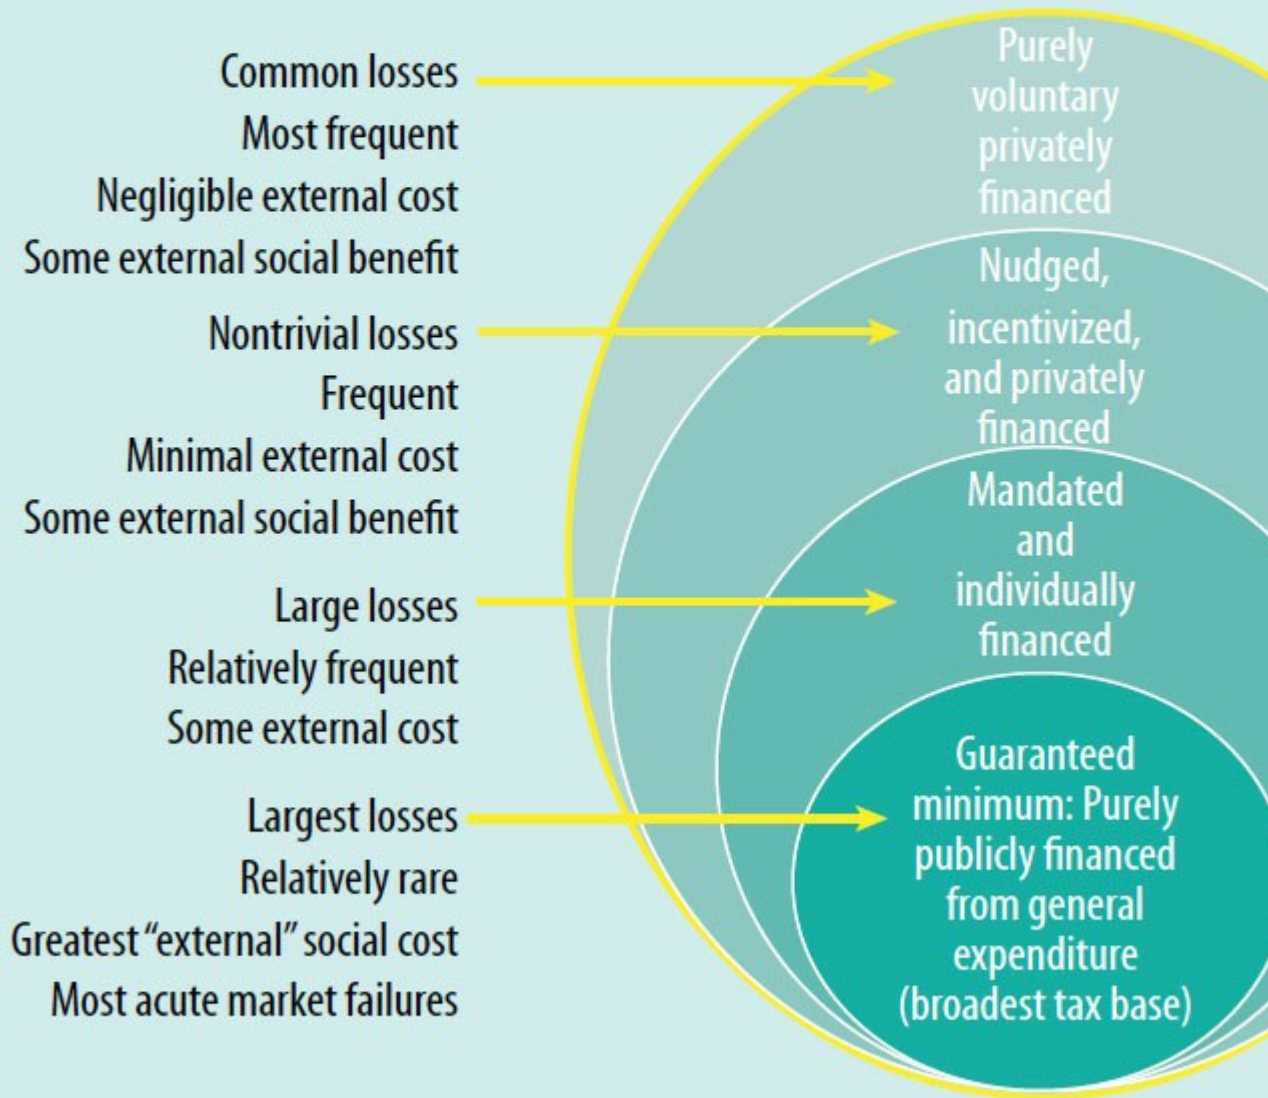 Common losses
Most frequent
Negligible external cost
Some external social benefit
Nontrivial losses
Frequent
Minimal external cost
Some external social benefit
Large losses
Relatively frequent
Some external cost
Largest losses
Relatively rare
Greatest “external” social cost
Most acute market failures
Purely
voluntary
privately
financed
Nudged,
incentivized,
and privately
financed
Mandated
and
individually
financed
Guaranteed
minimum: Purely
publicly financed
from general
expenditure
(broadest tax base)